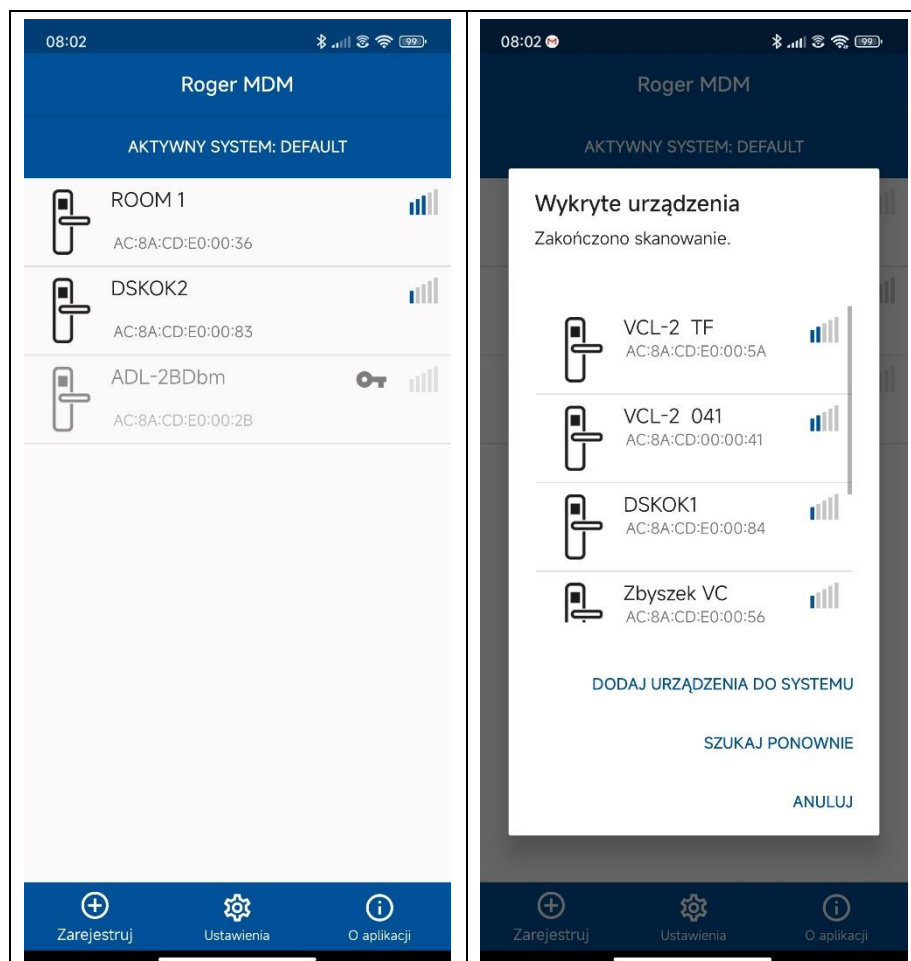 08:02
99
Roger MDM
AKTYWNY SYSTEM: DEFAULT
ROOM 1
AC:8A:CD:E0:00:36
DSKOK2
AC:8A:CD:E0:00:83
ADL-2BDbm
AC:8A:CD:E0:00:2B
Zarejestruj
Ustawienia
O aplikacji
08:02
99
Roger MDM
AKTYWNY SYSTEM: DEFAULT
Wykryte urządzenia
Zakończono skanowanie.
VCL-2 TF
AC:8A:CD:E0:00:5A
VCL-2 041
AC:8A:CD:00:00:41
DSKOK1
AC:8A:CD:E0:00:84
Zbyszek VC
AC:8A:CD:E0:00:56
DODAJ URZĄDZENIA DO SYSTEMU
SZUKAJ PONOWNIE
ANULUJ
Zarejestruj
Ustawienia
O aplikacji